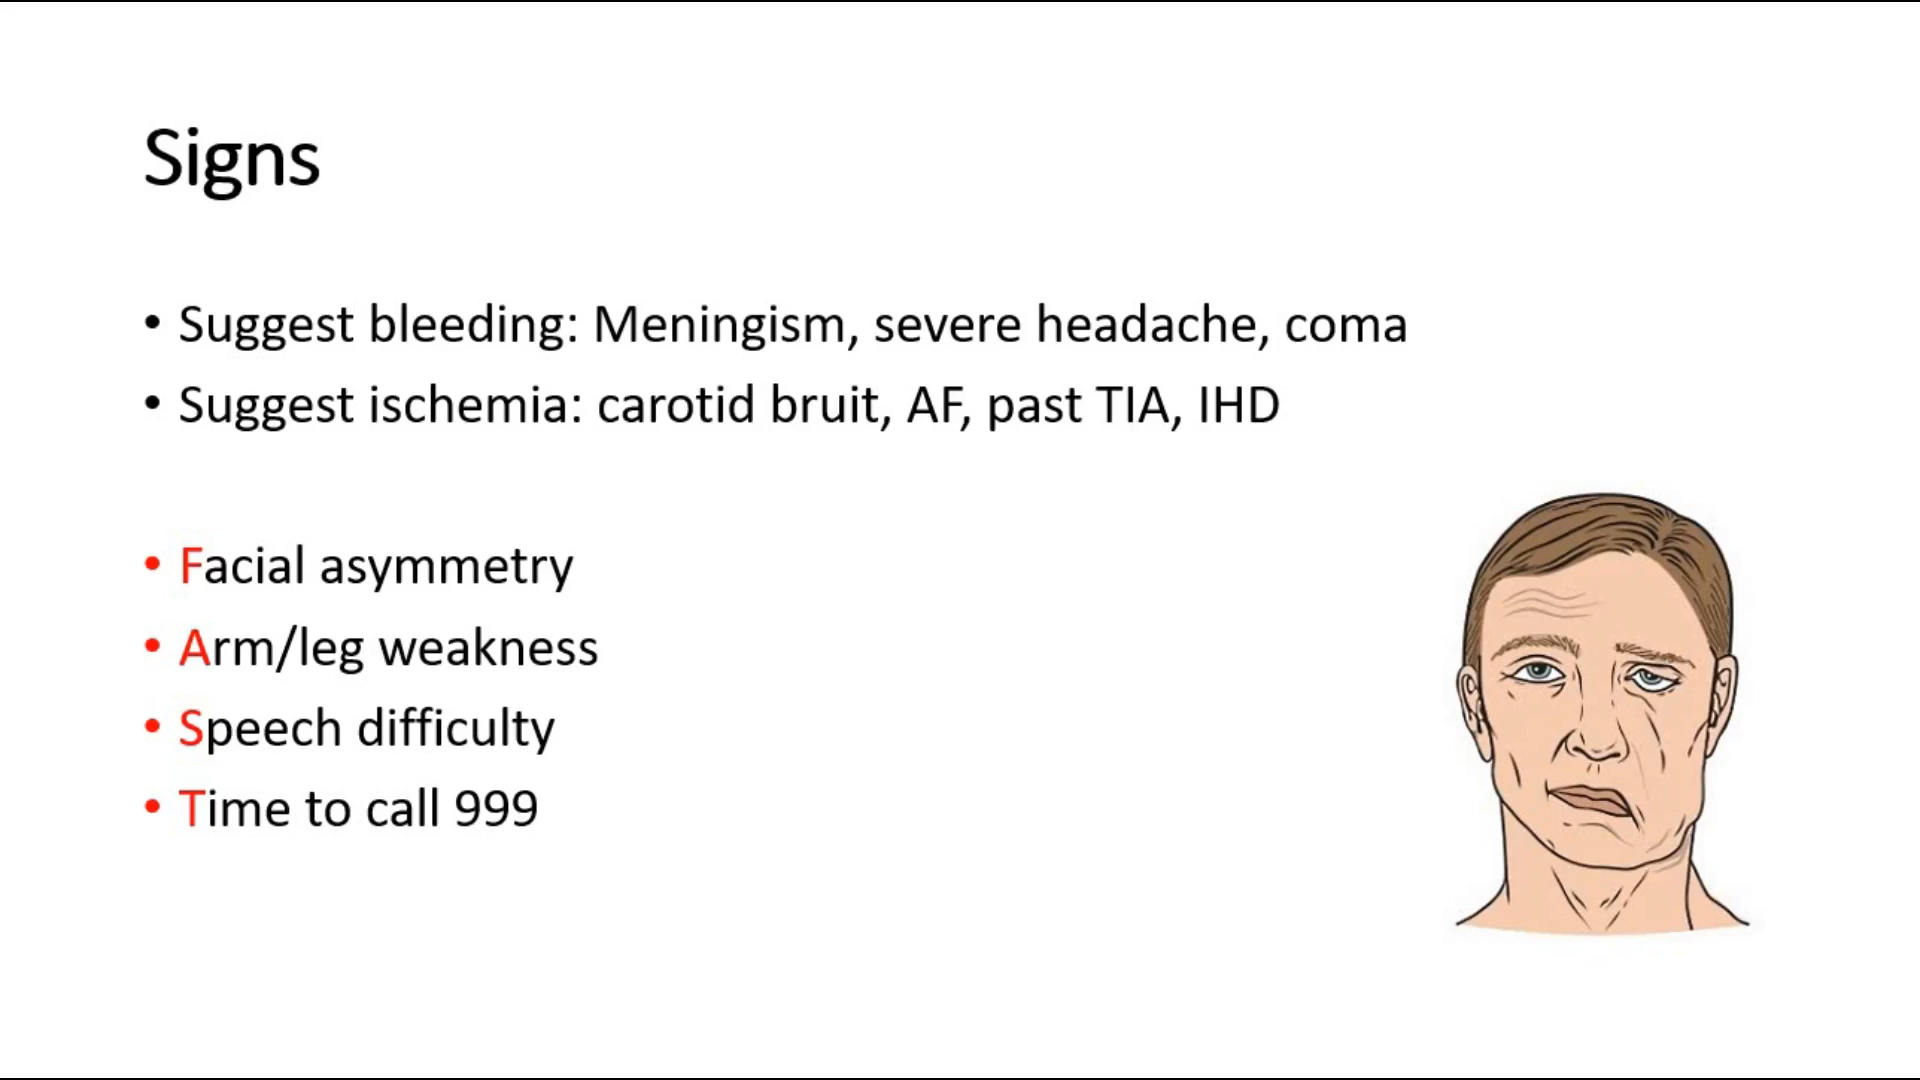 Signs
• Suggest bleeding: Meningism, severe headache, coma
• Suggest ischemia: carotid bruit, AF, past TIA, IHD
• Facial asymmetry
• Arm/leg weakness
• Speech difficulty
• Time to call 999